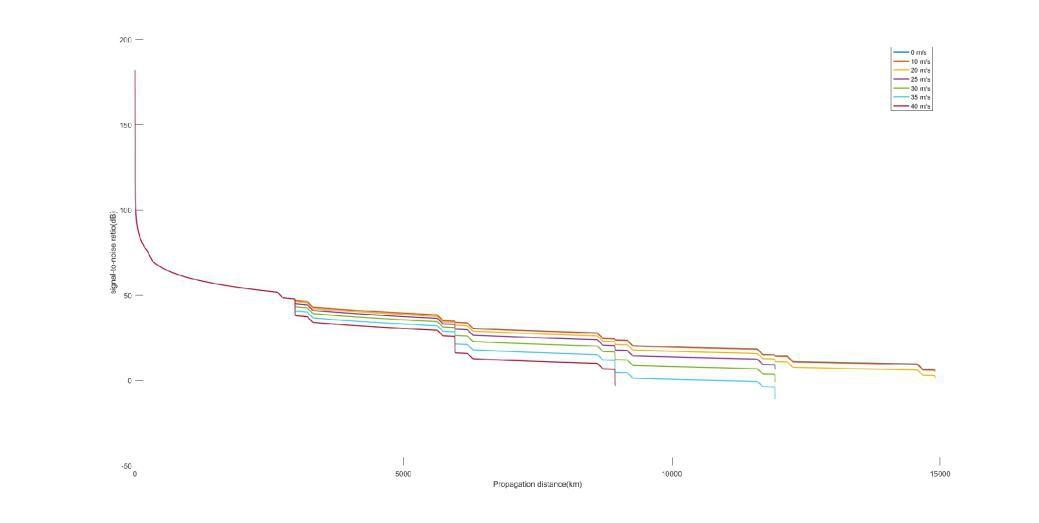 200
150
100
50
0
-50
signal-to-noise ratio(dB)
0
5000
10000
15000
Propagation distance(km)
0 m/s
10 m/s
20 m/s
25 m/s
30 m/s
35 m/s
40 m/s